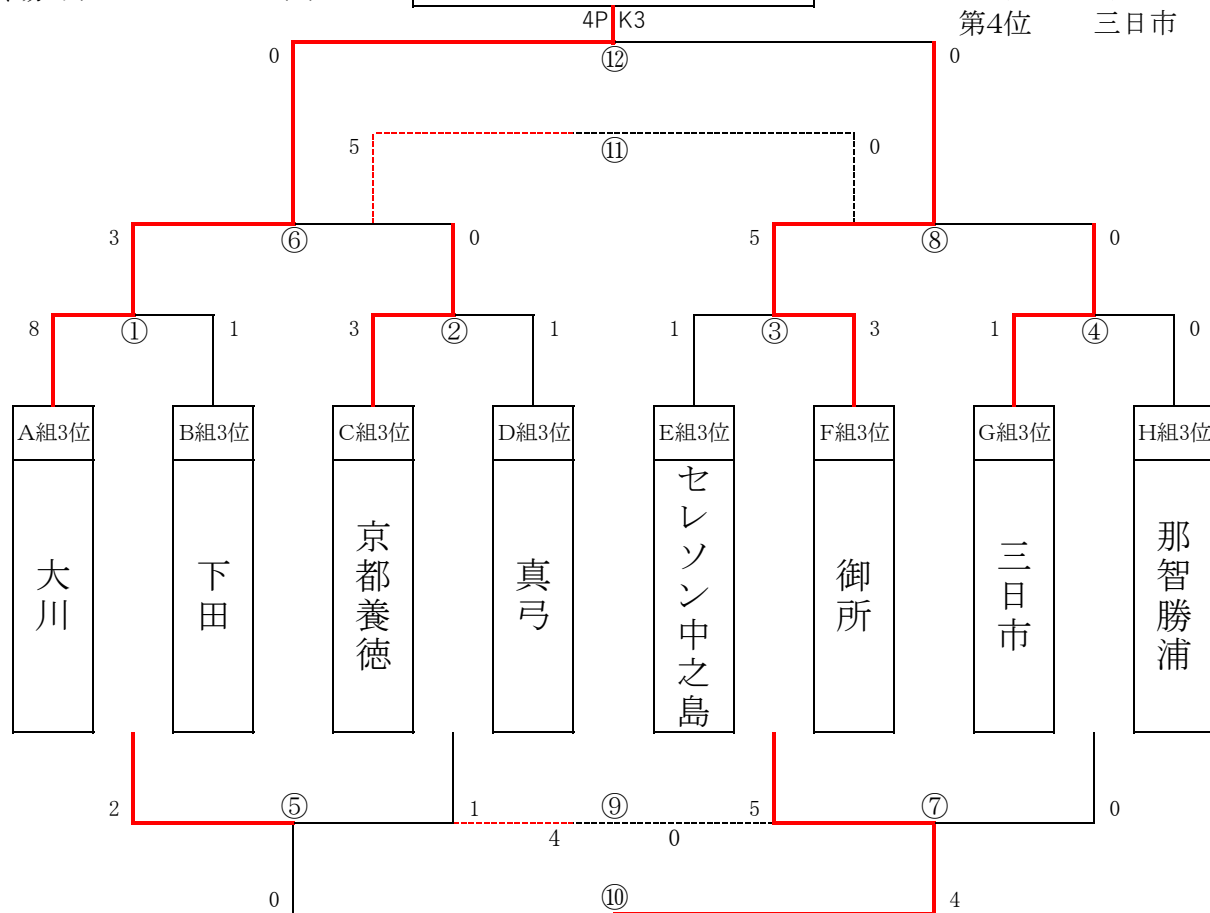 4P K3
第4位 三日市
0 ⑫ 0
5 ⑪ 0
3 ⑥ 0 5 ⑧ 0
8 ① 1 3 ② 1 1 ③ 3 1 ④ 0
A組3位 B組3位 C組3位 D組3位 E組3位 F組3位 G組3位 H組3位
大川
下田
京都養徳
真弓
セレソン中之島
御所
三日市
那智勝浦
2 ⑤ 1 ⑨ 5 ⑦ 0
4 0
0 ⑩ 4